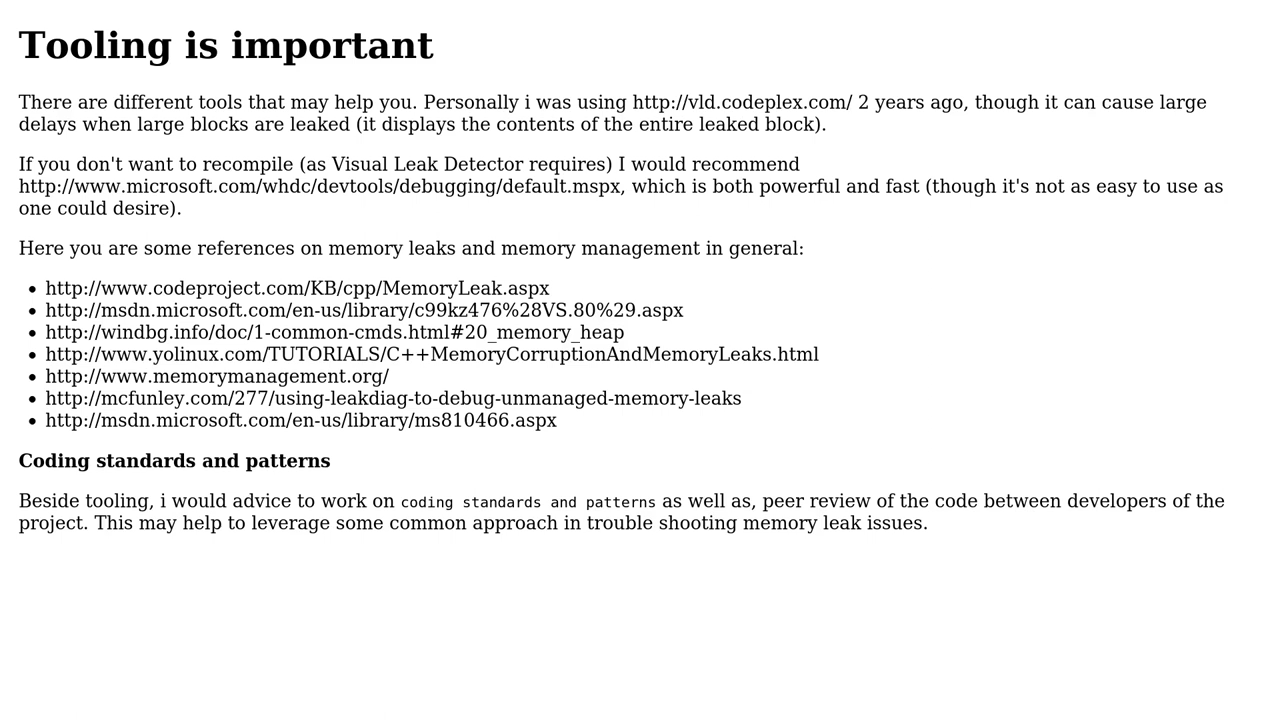 Tooling is important
There are different tools that may help you. Personally i was using http://vld.codeplex.com/ 2 years ago, though it can cause large
delays when large blocks are leaked (it displays the contents of the entire leaked block).
If you don't want to recompile (as Visual Leak Detector requires) I would recommend
http://www.microsoft.com/whdc/devtools/debugging/default.mspx, which is both powerful and fast (though it's not as easy to use as
one could desire).
Here you are some references on memory leaks and memory management in general:
• http://www.codeproject.com/KB/cpp/MemoryLeak.aspx
• http://msdn.microsoft.com/en-us/library/c99kz476%28VS.80%29.aspx
• http://windbg.info/doc/1-common-cmds.html#20_memory_heap
• http://www.yolinux.com/TUTORIALS/C++MemoryCorruptionAndMemoryLeaks.html
• http://www.memorymanagement.org/
• http://mcfunley.com/277/using-leakdiag-to-debug-unmanaged-memory-leaks
• http://msdn.microsoft.com/en-us/library/ms810466.aspx
Coding standards and patterns
Beside tooling, i would advice to work on coding standards and patterns as well as, peer review of the code between developers of the
project. This may help to leverage some common approach in trouble shooting memory leak issues.